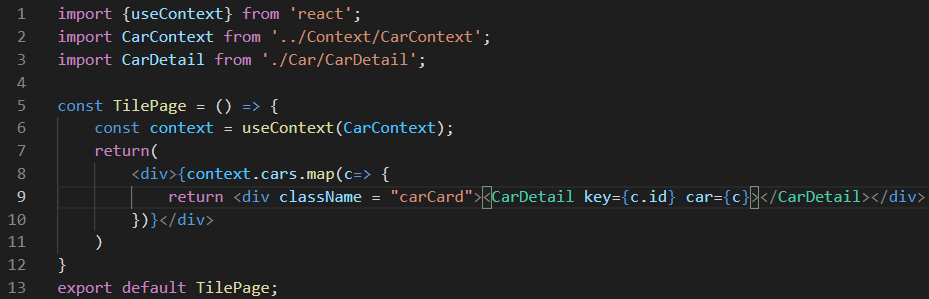 1 import {useContext} from 'react';
2 import CarContext from '../Context/CarContext';
3 import CarDetail from './Car/CarDetail';
4
5 const TilePage = () => {
6     const context = useContext(CarContext);
7     return(
8         <div>{context.cars.map(c=> {
9             return <div className = "carCard"><CarDetail key={c.id} car={c}></CarDetail></div>
10         })}</div>
11     )
12 }
13 export default TilePage;